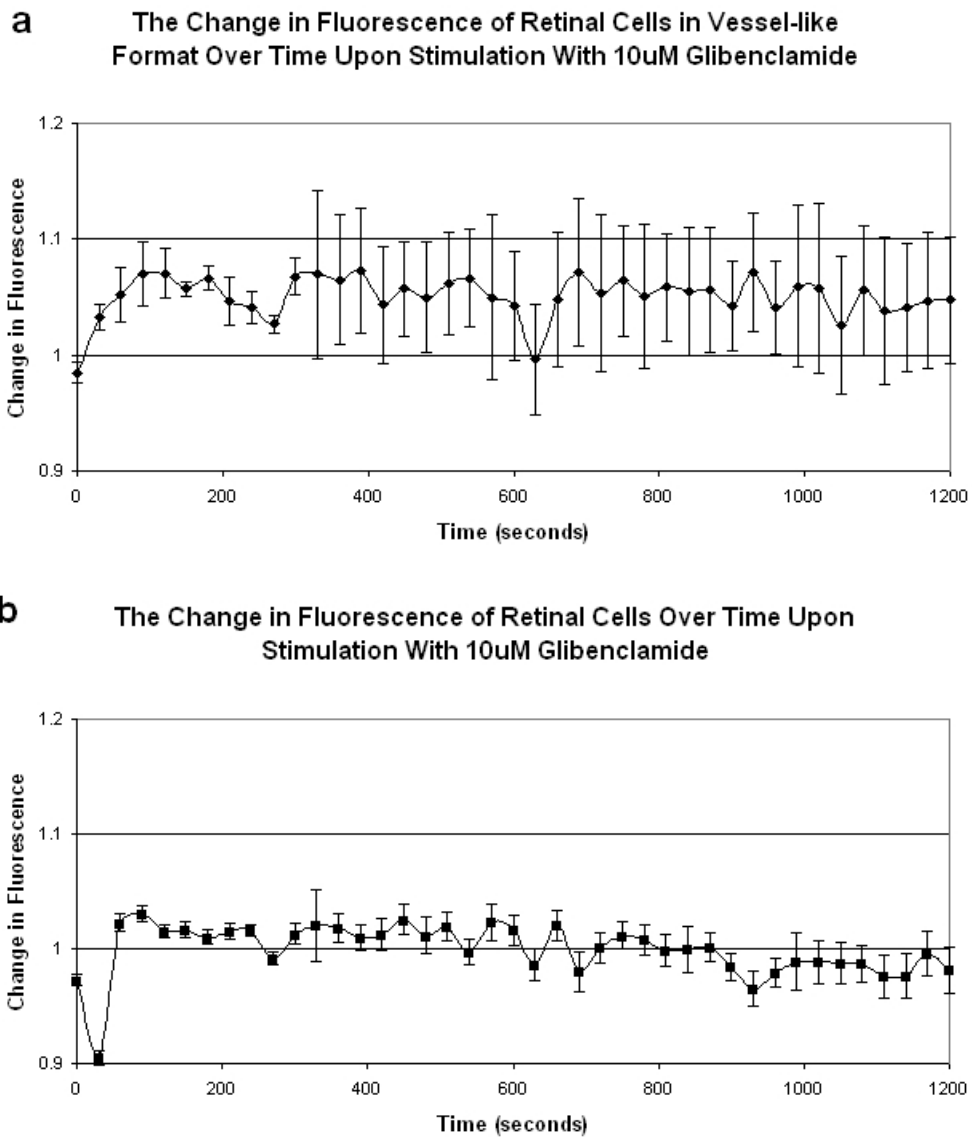 a
The Change in Fluorescence of Retinal Cells in Vessel-like
Format Over Time Upon Stimulation With 10uM Glibenclamide
Change in Fluorescence
1.2
1.1
1
0.9
0 200 400 600 800 1000 1200
Time (seconds)
b
The Change in Fluorescence of Retinal Cells Over Time Upon
Stimulation With 10uM Glibenclamide
Change in Fluorescence
1.2
1.1
1
0.9
0 200 400 600 800 1000 1200
Time (seconds)